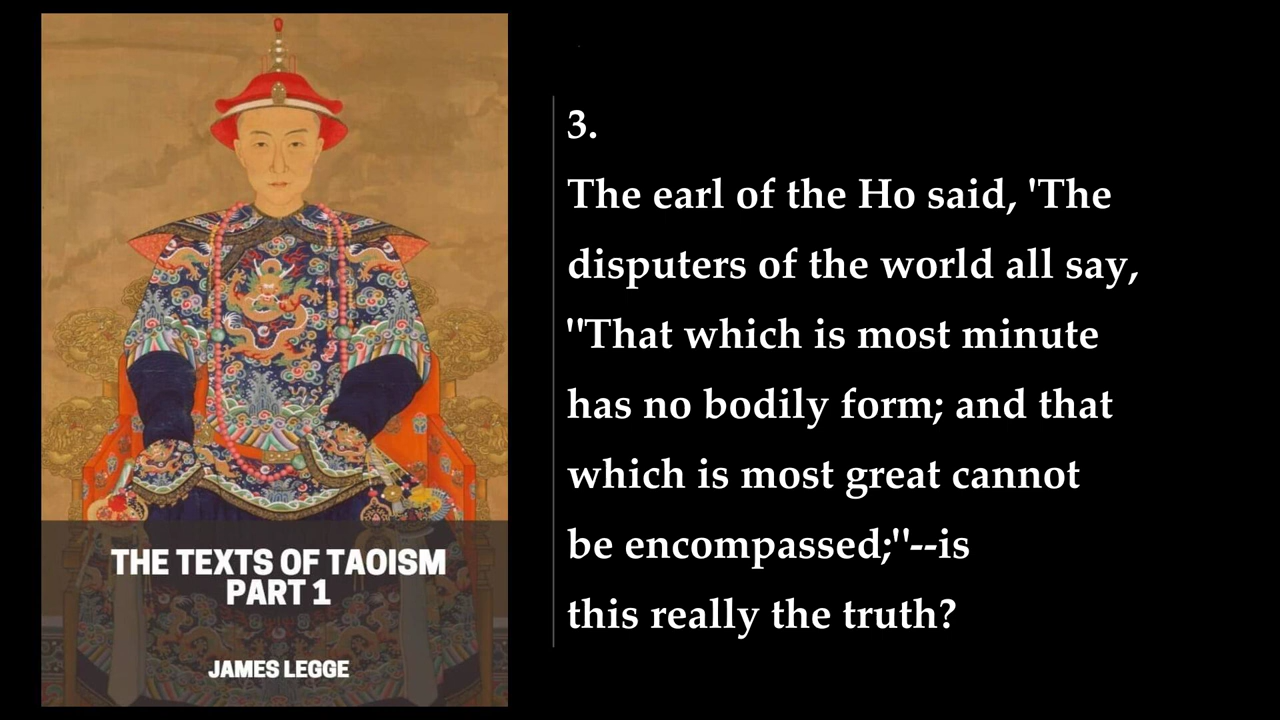 THE TEXTS OF TAOISM
PART 1
JAMES LEGGE
3.
The earl of the Ho said, 'The
disputers of the world all say,
"That which is most minute
has no bodily form; and that
which is most great cannot
be encompassed;"--is
this really the truth?